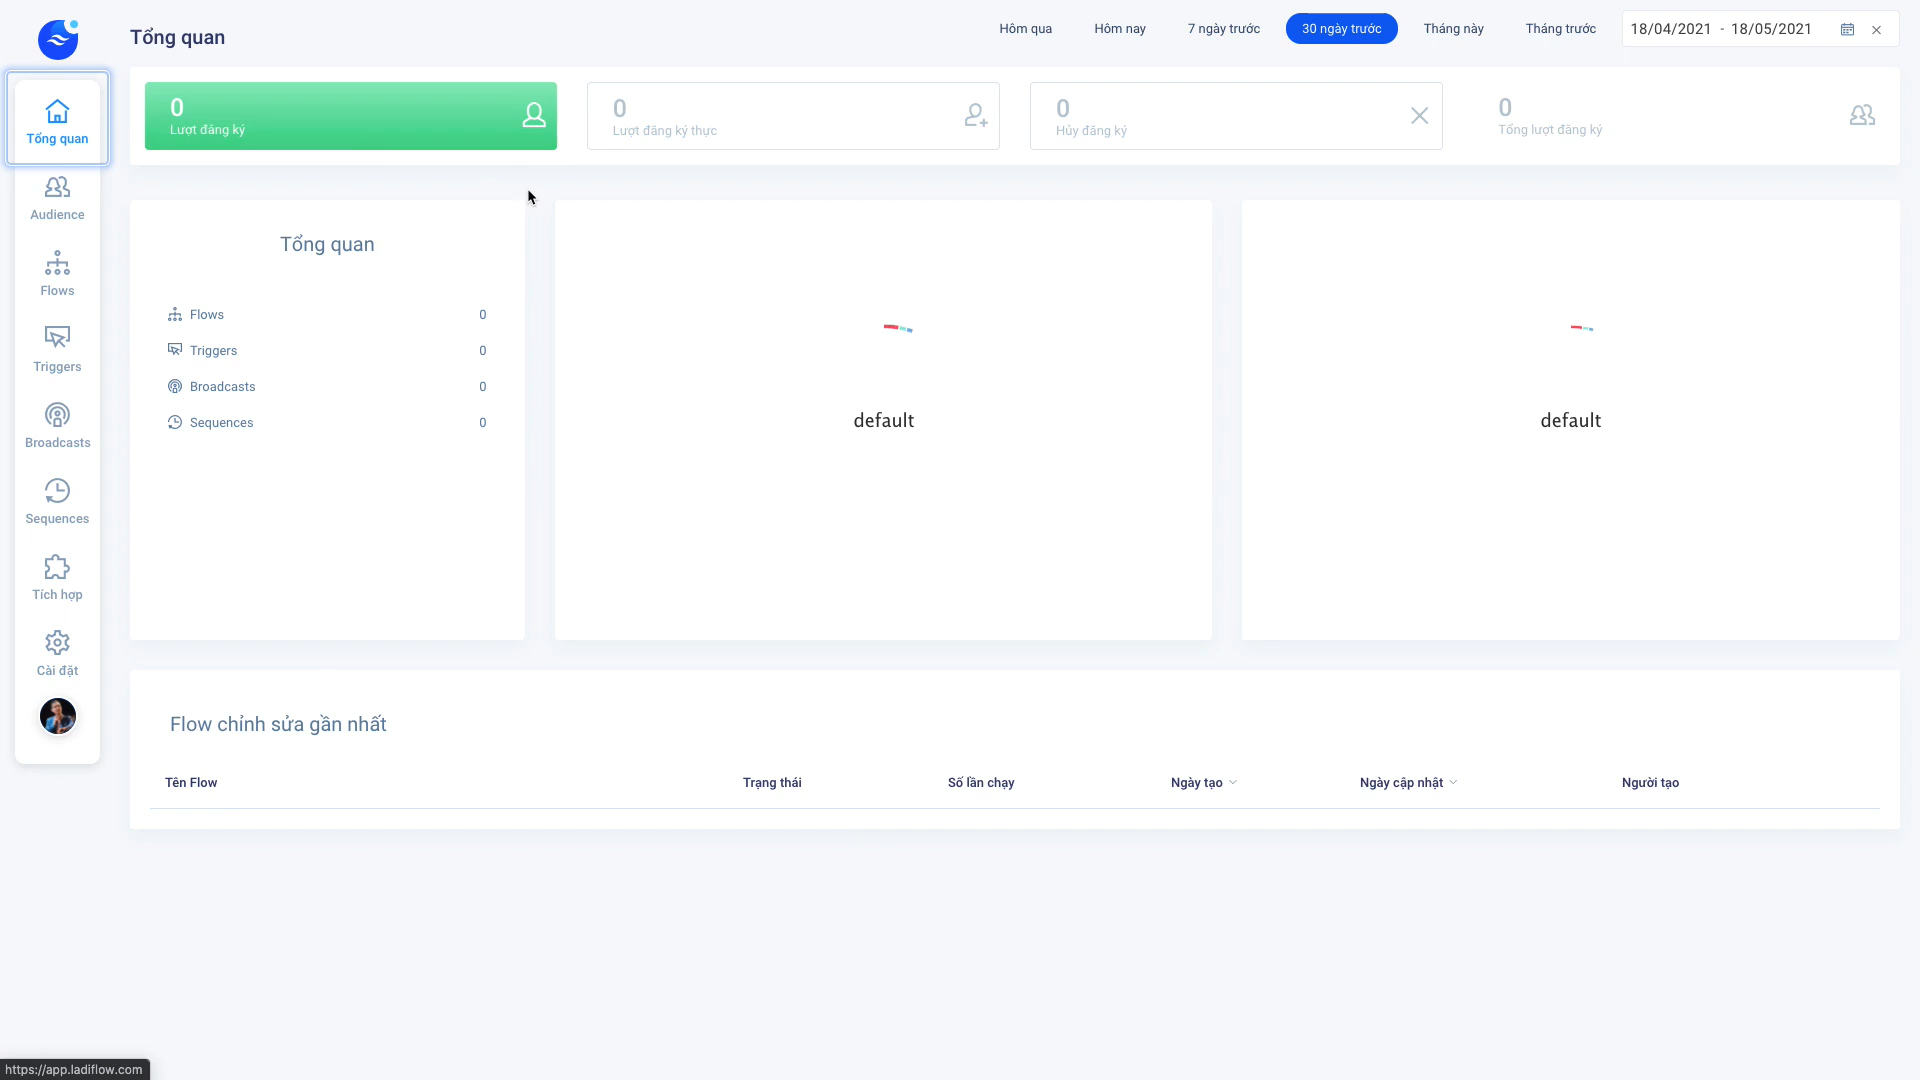 Tổng quan
Hôm qua
Hôm nay
7 ngày trước
30 ngày trước
Tháng này
Tháng trước
18/04/2021 - 18/05/2021
Tổng quan
Audience
Flows
Triggers
Broadcasts
Sequences
Tích hợp
Cài đặt
0
Lượt đăng ký
0
Lượt đăng ký thực
0
Hủy đăng ký
0
Tổng lượt đăng ký
Tổng quan
Flows 0
Triggers 0
Broadcasts 0
Sequences 0
default
default
Flow chỉnh sửa gần nhất
Tên Flow Trạng thái Số lần chạy Ngày tạo Ngày cập nhật Người tạo
https://app.ladiflow.com